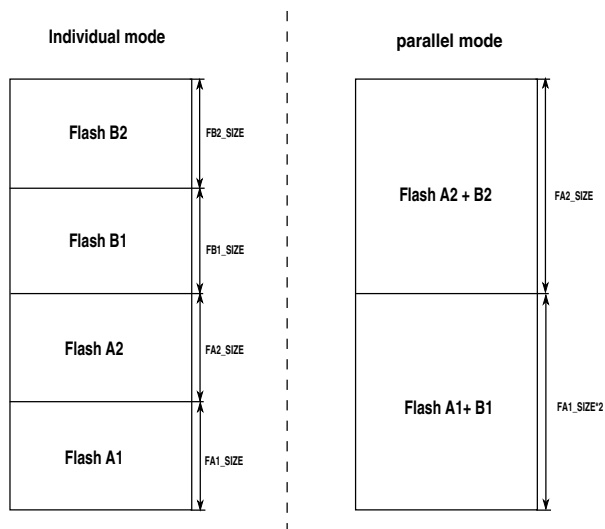 Individual mode
Flash B2
FB2_SIZE
Flash B1
FB1_SIZE
Flash A2
FA2_SIZE
Flash A1
FA1_SIZE
parallel mode
Flash A2 + B2
FA2_SIZE
Flash A1+ B1
FA1_SIZE*2